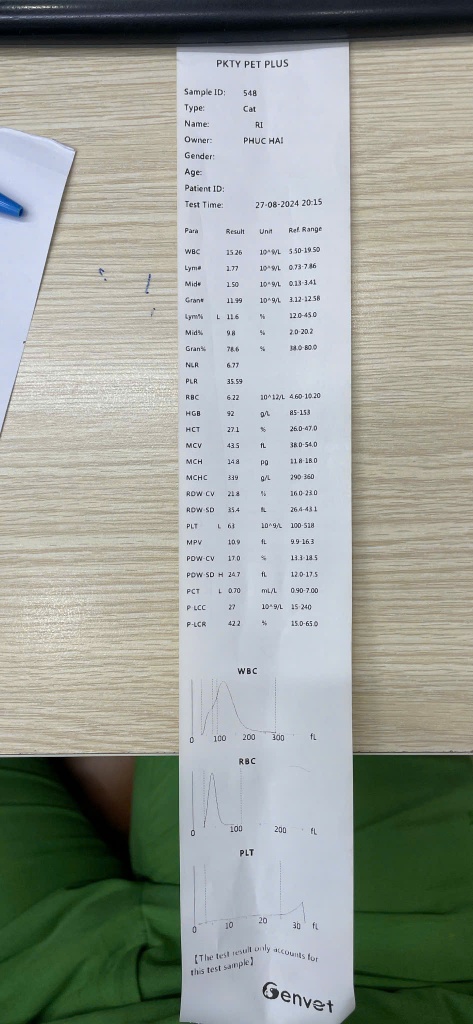 PKTY PET PLUS
Sample ID: 548
Type: Cat
Name: RI
Owner: PHUC HAI
Gender:
Age:
Patient ID:
Test Time: 27-08-2024 20:15
Para Result Unit Ref. Range
WBC 15.26 10^9/L 5.50-19.50
Lym# 1.77 10^9/L 0.73-7.86
Mid# 1.50 10^9/L 0.13-3.41
Gran# 11.99 10^9/L 3.12-12.58
Lym% L 11.6 % 12.0-45.0
Mid% 9.8 % 2.0-20.2
Gran% 78.6 % 38.0-80.0
NLR 6.77
PLR 35.59
RBC 6.22 10^12/L 4.60-10.20
HGB 92 g/L 85-153
HCT 27.1 % 26.0-47.0
MCV 43.5 fL 38.0-54.0
MCH 14.8 pg 11.8-18.0
MCHC 339 g/L 290-360
RDW-CV 21.8 % 16.0-23.0
RDW-SD 35.4 fL 26.4-43.1
PLT L 63 10^9/L 100-518
MPV 10.9 fL 9.9-16.3
PDW-CV 17.0 % 13.3-18.5
PDW-SD H 24.7 fL 12.0-17.5
PCT L 0.70 mL/L 0.90-7.00
P-LCC 27 10^9/L 15-240
P-LCR 42.2 % 15.0-65.0
WBC
0 100 200 300 fL
RBC
0 100 200 fL
PLT
0 10 20 30 fL
【The test result only accounts for
this test sample】
Genvet